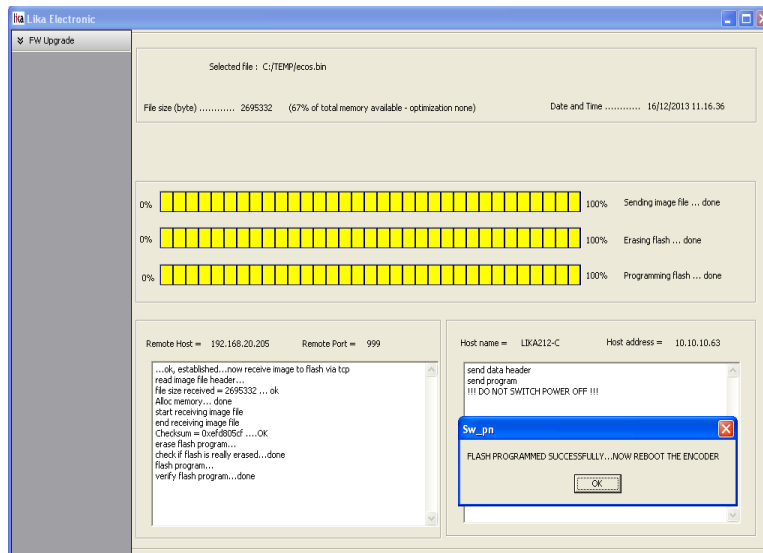 lika Lika Electronic
FW Upgrade
Selected file : C:/TEMP/ecos.bin
File size (byte) ............ 2695332 (67% of total memory available - optimization none) Date and Time ............ 16/12/2013 11.16.36
0% 100% Sending image file ... done
0% 100% Erasing flash ... done
0% 100% Programming flash ... done
Remote Host = 192.168.20.205 Remote Port = 999
...ok, established...now receive image to flash via tcp
read image file header...
file size received = 2695332 ... ok
Alloc memory... done
start receiving image file
end receiving image file
Checksum = 0xefd805cf ....OK
erase flash program...
check if flash is really erased...done
flash program...
verify flash program...done
Host name = LIKA212-C Host address = 10.10.10.63
send data header
send program
!!! DO NOT SWITCH POWER OFF !!!
Sw_pn
FLASH PROGRAMMED SUCCESSFULLY...NOW REBOOT THE ENCODER
OK